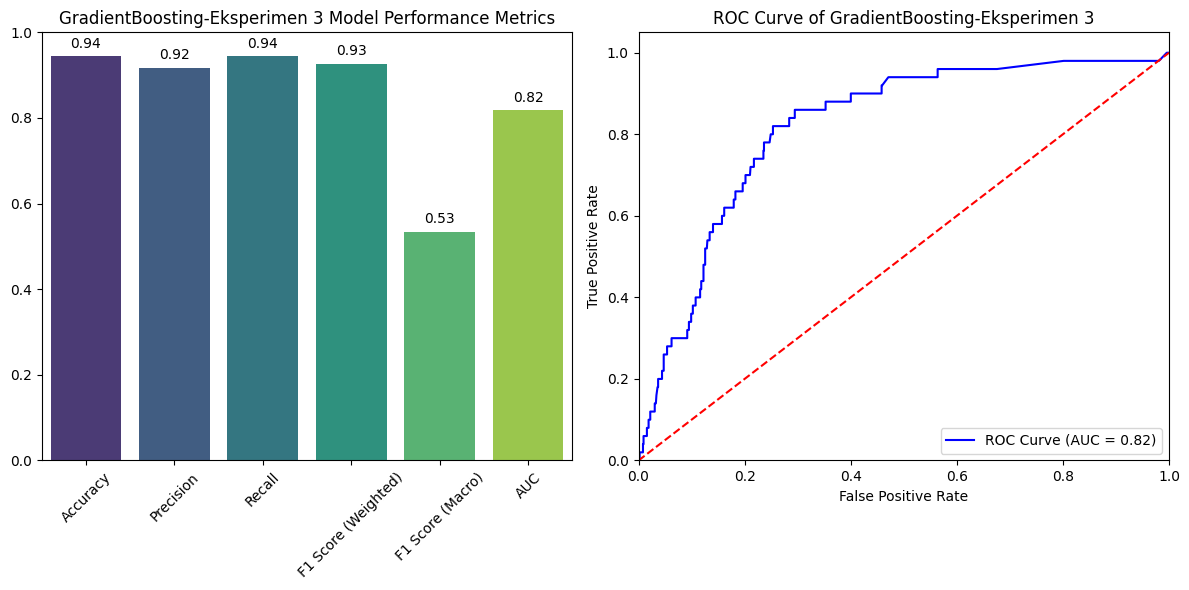 GradientBoosting-Eksperimen 3 Model Performance Metrics
1.0
0.8
0.6
0.4
0.2
0.0
0.94
0.92
0.94
0.93
0.53
0.82
Accuracy
Precision
Recall
F1 Score (Weighted)
F1 Score (Macro)
AUC
ROC Curve of GradientBoosting-Eksperimen 3
True Positive Rate
1.0
0.8
0.6
0.4
0.2
0.0
ROC Curve (AUC = 0.82)
0.0 0.2 0.4 0.6 0.8 1.0
False Positive Rate